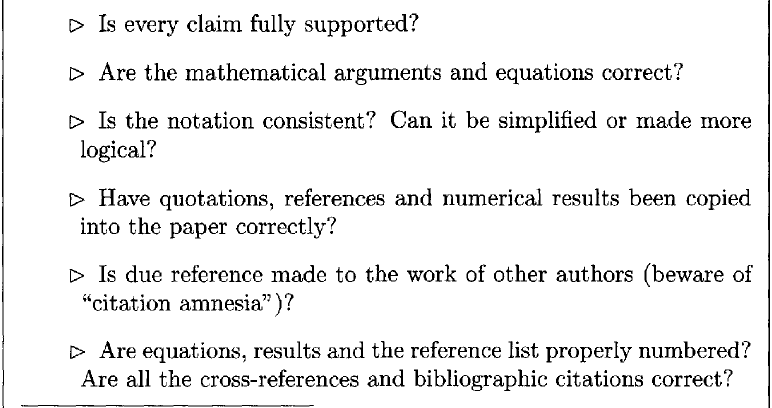 ▷ Is every claim fully supported?
▷ Are the mathematical arguments and equations correct?
▷ Is the notation consistent? Can it be simplified or made more
logical?
▷ Have quotations, references and numerical results been copied
into the paper correctly?
▷ Is due reference made to the work of other authors (beware of
“citation amnesia”)?
▷ Are equations, results and the reference list properly numbered?
Are all the cross-references and bibliographic citations correct?